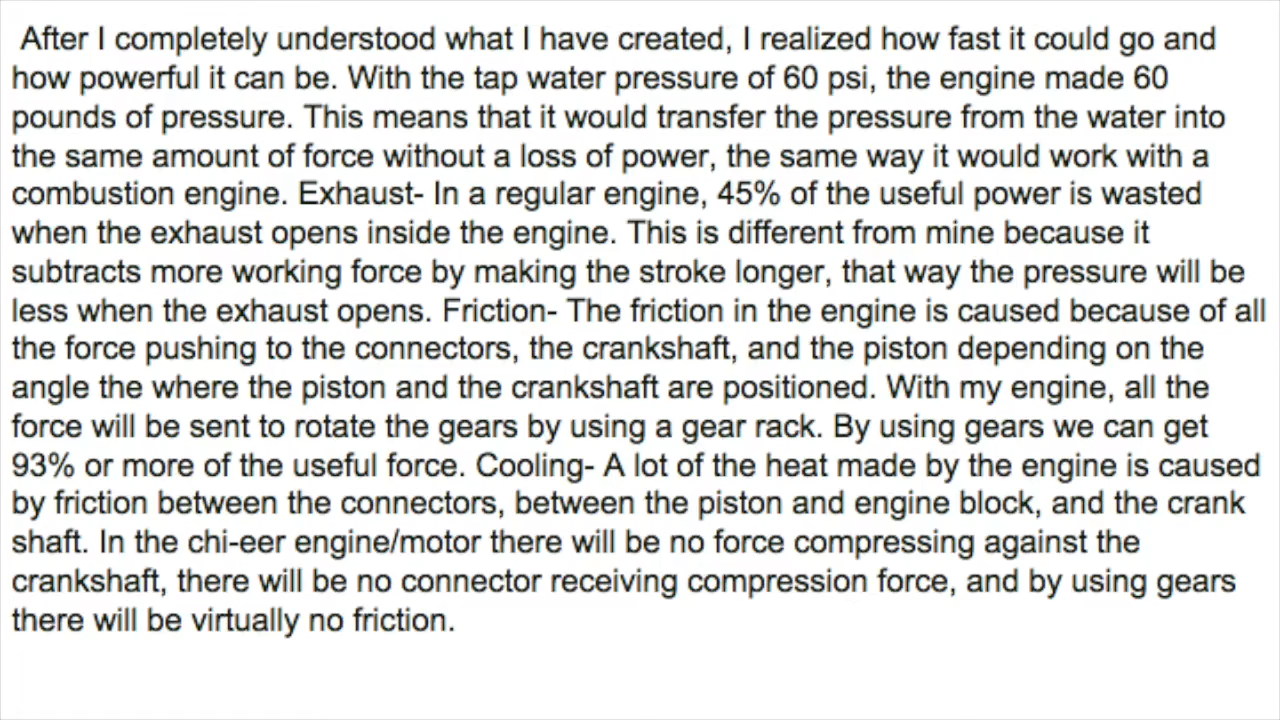 After I completely understood what I have created, I realized how fast it could go and
how powerful it can be. With the tap water pressure of 60 psi, the engine made 60
pounds of pressure. This means that it would transfer the pressure from the water into
the same amount of force without a loss of power, the same way it would work with a
combustion engine. Exhaust- In a regular engine, 45% of the useful power is wasted
when the exhaust opens inside the engine. This is different from mine because it
subtracts more working force by making the stroke longer, that way the pressure will be
less when the exhaust opens. Friction- The friction in the engine is caused because of all
the force pushing to the connectors, the crankshaft, and the piston depending on the
angle the where the piston and the crankshaft are positioned. With my engine, all the
force will be sent to rotate the gears by using a gear rack. By using gears we can get
93% or more of the useful force. Cooling- A lot of the heat made by the engine is caused
by friction between the connectors, between the piston and engine block, and the crank
shaft. In the chi-eer engine/motor there will be no force compressing against the
crankshaft, there will be no connector receiving compression force, and by using gears
there will be virtually no friction.